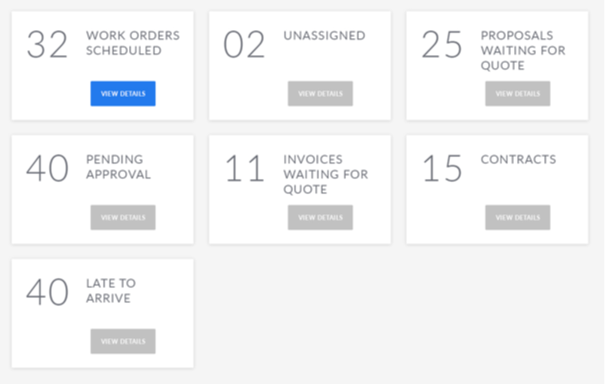 32 WORK ORDERS
SCHEDULED
VIEW DETAILS
02 UNASSIGNED
VIEW DETAILS
25 PROPOSALS
WAITING FOR
QUOTE
VIEW DETAILS
40 PENDING
APPROVAL
VIEW DETAILS
11 INVOICES
WAITING FOR
QUOTE
VIEW DETAILS
15 CONTRACTS
VIEW DETAILS
40 LATE TO
ARRIVE
VIEW DETAILS